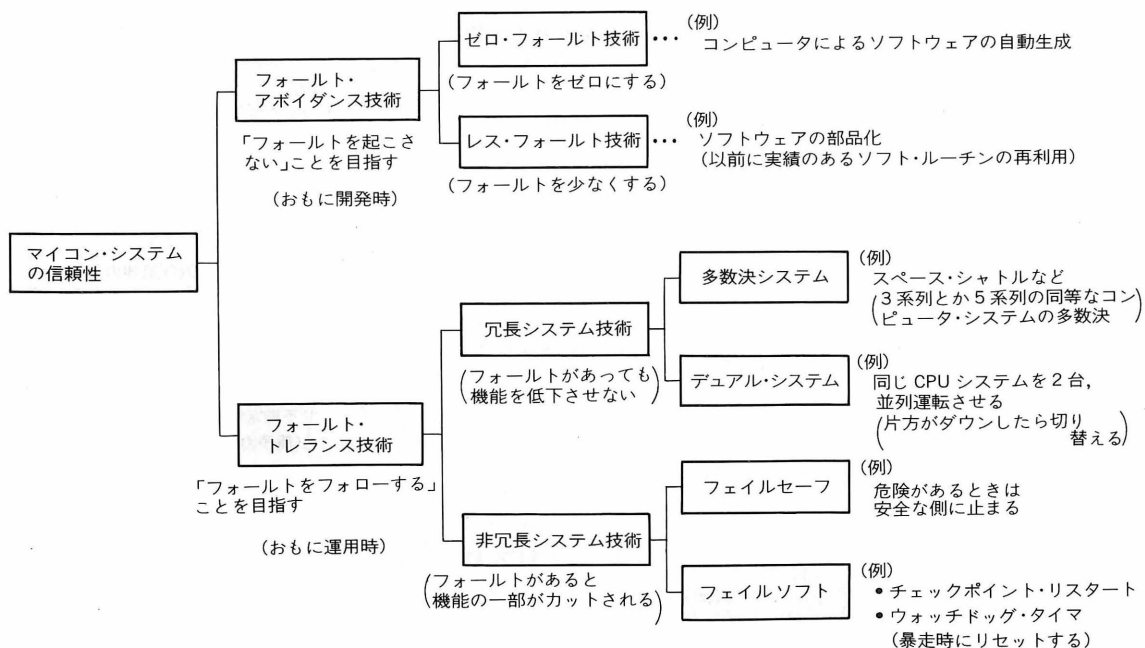 マイコン・システム
の信頼性
フォールト・
アボイダンス技術
「フォールトを起こさ
ない」ことを目指す
(おもに開発時)
ゼロ・フォールト技術 …
(フォールトをゼロにする)
(例)
コンピュータによるソフトウェアの自動生成
レス・フォールト技術 …
(フォールトを少なくする)
(例)
ソフトウェアの部品化
(以前に実績のあるソフト・ルーチンの再利用)
フォールト・
トレランス技術
「フォールトをフォローする」
ことを目指す
(おもに運用時)
冗長システム技術
(フォールトがあっても
機能を低下させない)
多数決システム
(例)
スペース・シャトルなど
(3系列とか5系列の同等なコン
ピュータ・システムの多数決)
デュアル・システム
(例)
同じ CPU システムを2台,
並列運転させる
(片方がダウンしたら切り
替える)
非冗長システム技術
(フォールトがあると
機能の一部がカットされる)
フェイルセーフ
(例)
危険があるときは
安全な側に止まる
フェイルソフト
(例)
• チェックポイント・リスタート
• ウォッチドッグ・タイマ
(暴走時にリセットする)